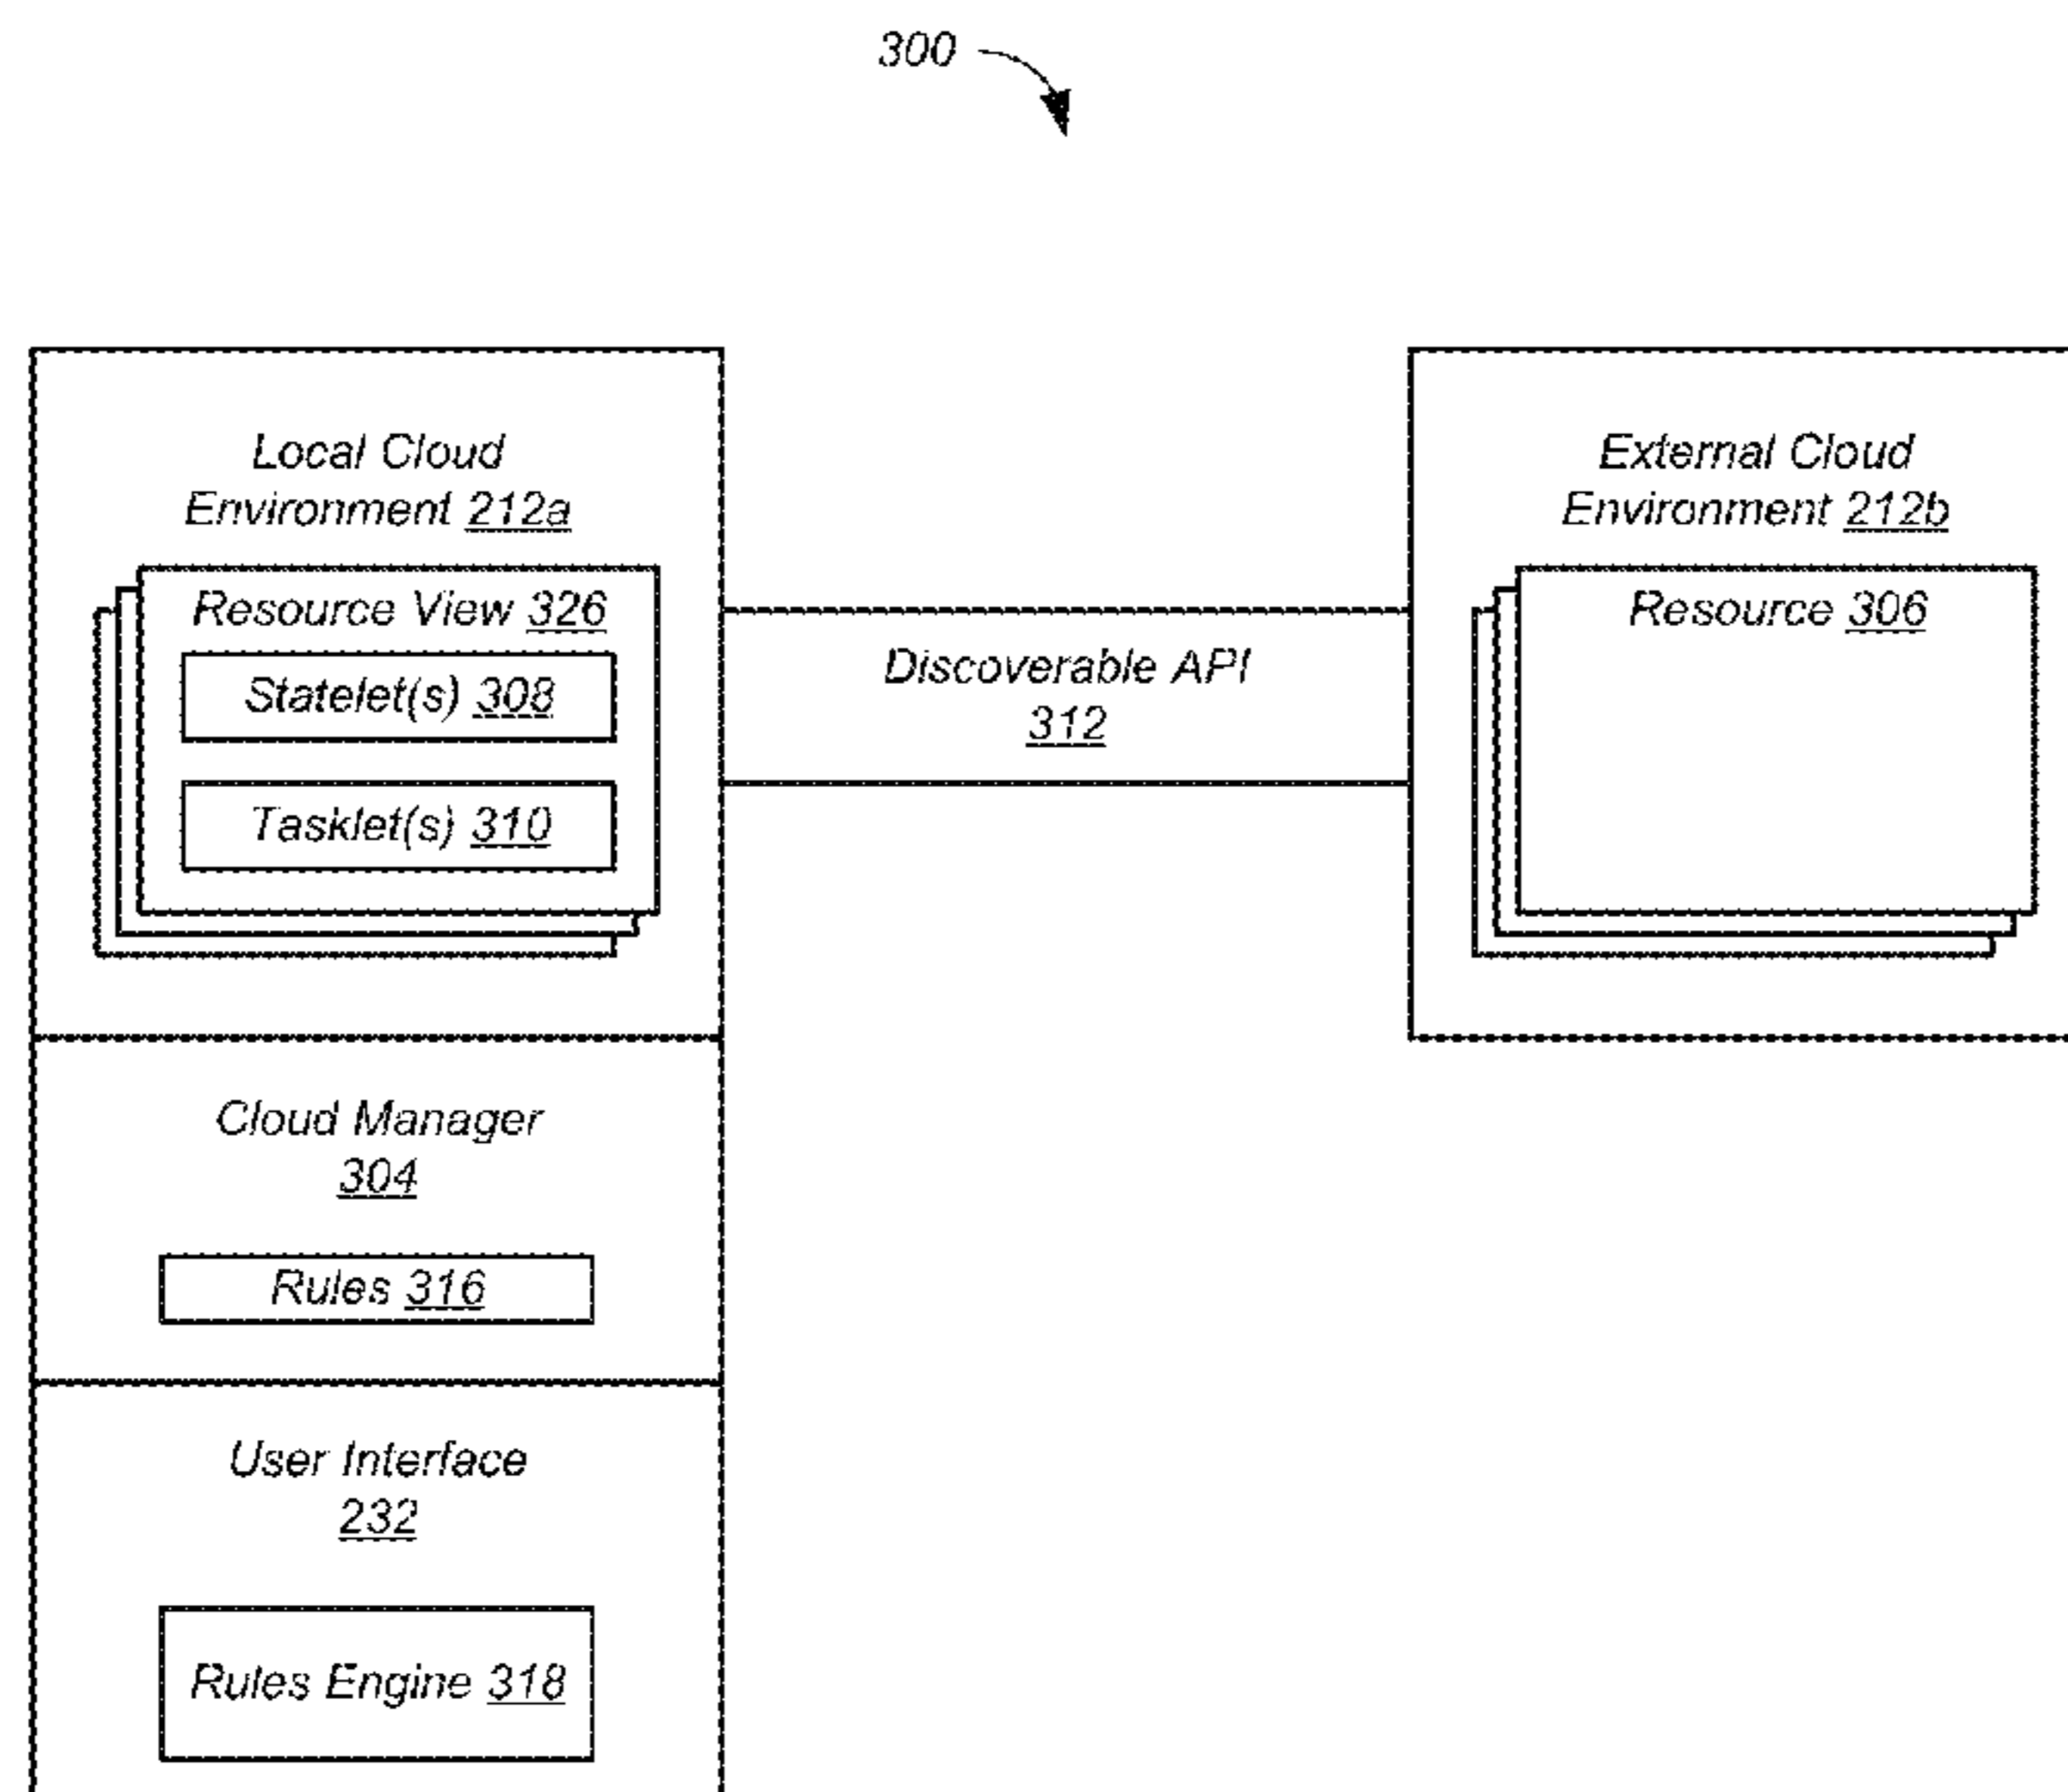 300
Local Cloud
Environment 212a
Resource View 326
Statelet(s) 308
Tasklet(s) 310
Discoverable API
312
External Cloud
Environment 212b
Resource 306
Cloud Manager
304
Rules 316
User Interface
232
Rules Engine 318